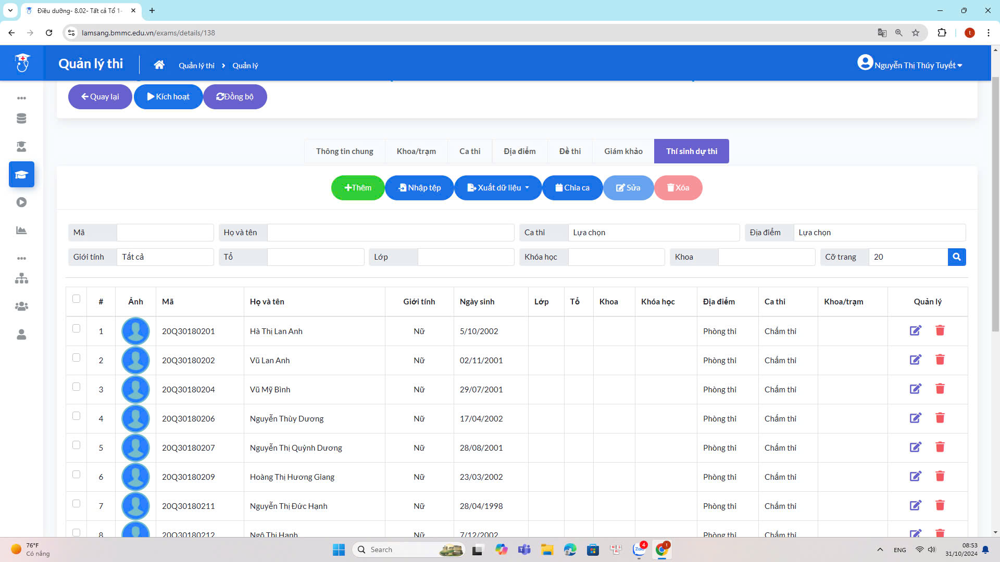 Điều dưỡng- 8.02- Tất cả Tổ 1-
lamsang.bmmc.edu.vn/exams/details/138
Quản lý thi
Quản lý thi > Quản lý
Nguyễn Thị Thúy Tuyết
Quay lại Kích hoạt Đồng bộ
Thông tin chung Khoa/trạm Ca thi Địa điểm Đề thi Giám khảo Thí sinh dự thi
Thêm Nhập tệp Xuất dữ liệu Chia ca Sửa Xóa
Mã Họ và tên Ca thi Lựa chọn Địa điểm Lựa chọn
Giới tính Tất cả Tổ Lớp Khóa học Khoa Cỡ trang 20
# Ảnh Mã Họ và tên Giới tính Ngày sinh Lớp Tổ Khoa Khóa học Địa điểm Ca thi Khoa/trạm Quản lý
1 20Q30180201 Hà Thị Lan Anh Nữ 5/10/2002 Phòng thi Chấm thi
2 20Q30180202 Vũ Lan Anh Nữ 02/11/2001 Phòng thi Chấm thi
3 20Q30180204 Vũ Mỹ Bình Nữ 29/07/2001 Phòng thi Chấm thi
4 20Q30180206 Nguyễn Thùy Dương Nữ 17/04/2002 Phòng thi Chấm thi
5 20Q30180207 Nguyễn Thị Quỳnh Dương Nữ 28/08/2001 Phòng thi Chấm thi
6 20Q30180209 Hoàng Thị Hương Giang Nữ 23/03/2002 Phòng thi Chấm thi
7 20Q30180211 Nguyễn Thị Đức Hạnh Nữ 28/04/1998 Phòng thi Chấm thi
8 20Q30180212 Ngô Thị Hạnh Nữ 7/12/2002 Phòng thi Chấm thi
76°F
Có nắng
Search
Zalo
4
1
ENG
08:53
31/10/2024